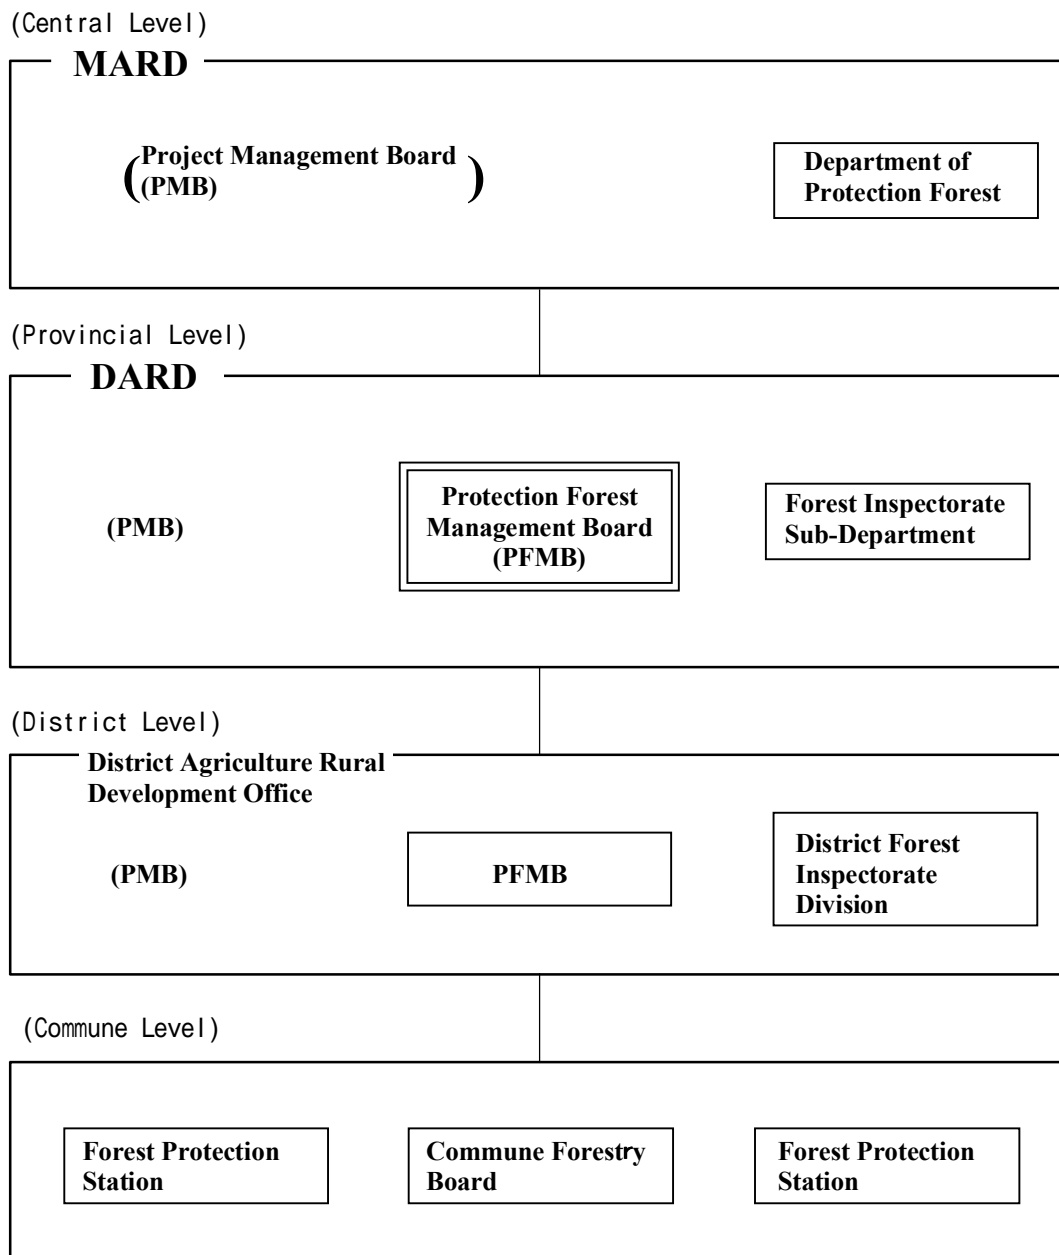 (Central Level)
MARD
(Project Management Board
(PMB) )
Department of
Protection Forest
(Provincial Level)
DARD
(PMB)
Protection Forest
Management Board
(PFMB)
Forest Inspectorate
Sub-Department
(District Level)
District Agriculture Rural
Development Office
(PMB)
PFMB
District Forest
Inspectorate
Division
(Commune Level)
Forest Protection
Station
Commune Forestry
Board
Forest Protection
Station